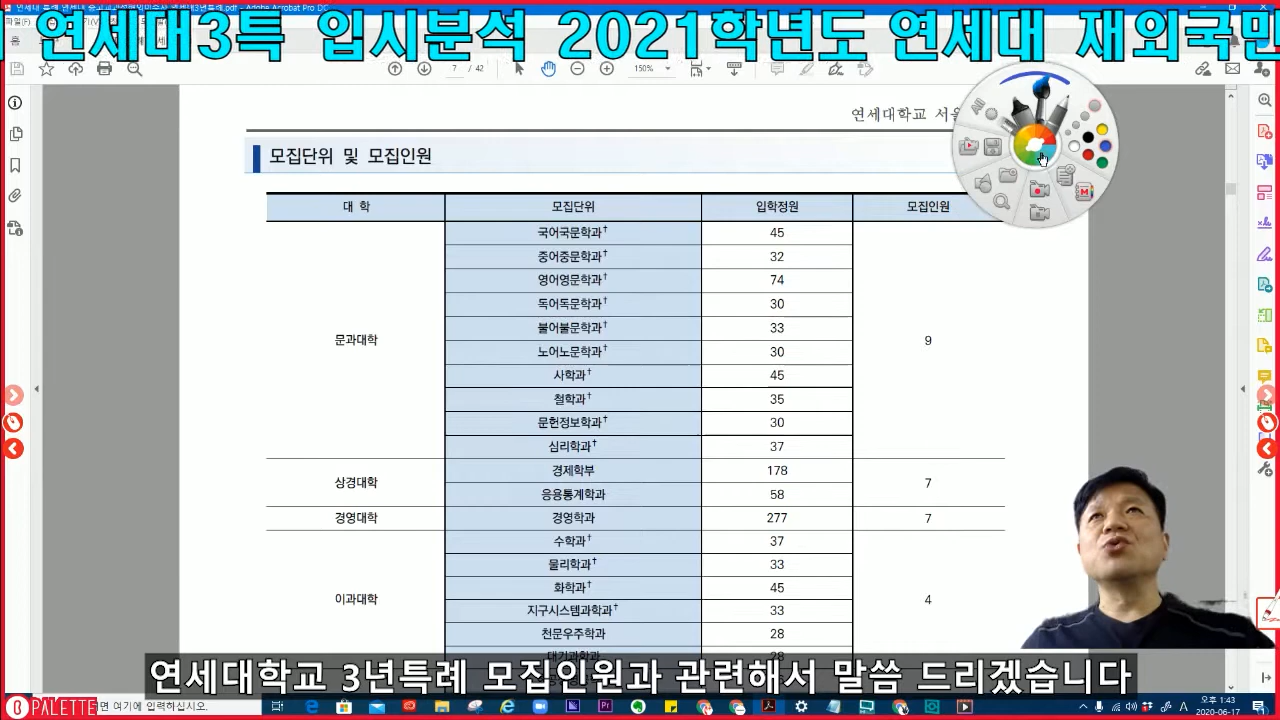 연세대3특 입시분석 2021학년도 연세대 재외국민
7 / 42
150%
연세대학교 서울
모집단위 및 모집인원
대 학 모집단위 입학정원 모집인원
국어국문학과† 45
중어중문학과† 32
영어영문학과† 74
독어독문학과† 30
불어불문학과† 33
문과대학 노어노문학과† 30 9
사학과† 45
철학과† 35
문헌정보학과† 30
심리학과† 37
상경대학 경제학부 178 7
응용통계학과 58
경영대학 경영학과 277 7
수학과† 37
물리학과† 33
화학과† 45
이과대학 지구시스템과학과† 33 4
천문우주학과 28
대기과학과 28
연세대학교 3년특례 모집인원과 관련해서 말씀 드리겠습니다
PALETTE
면 여기에 입력하십시오.
오후 1:43
2020-06-17